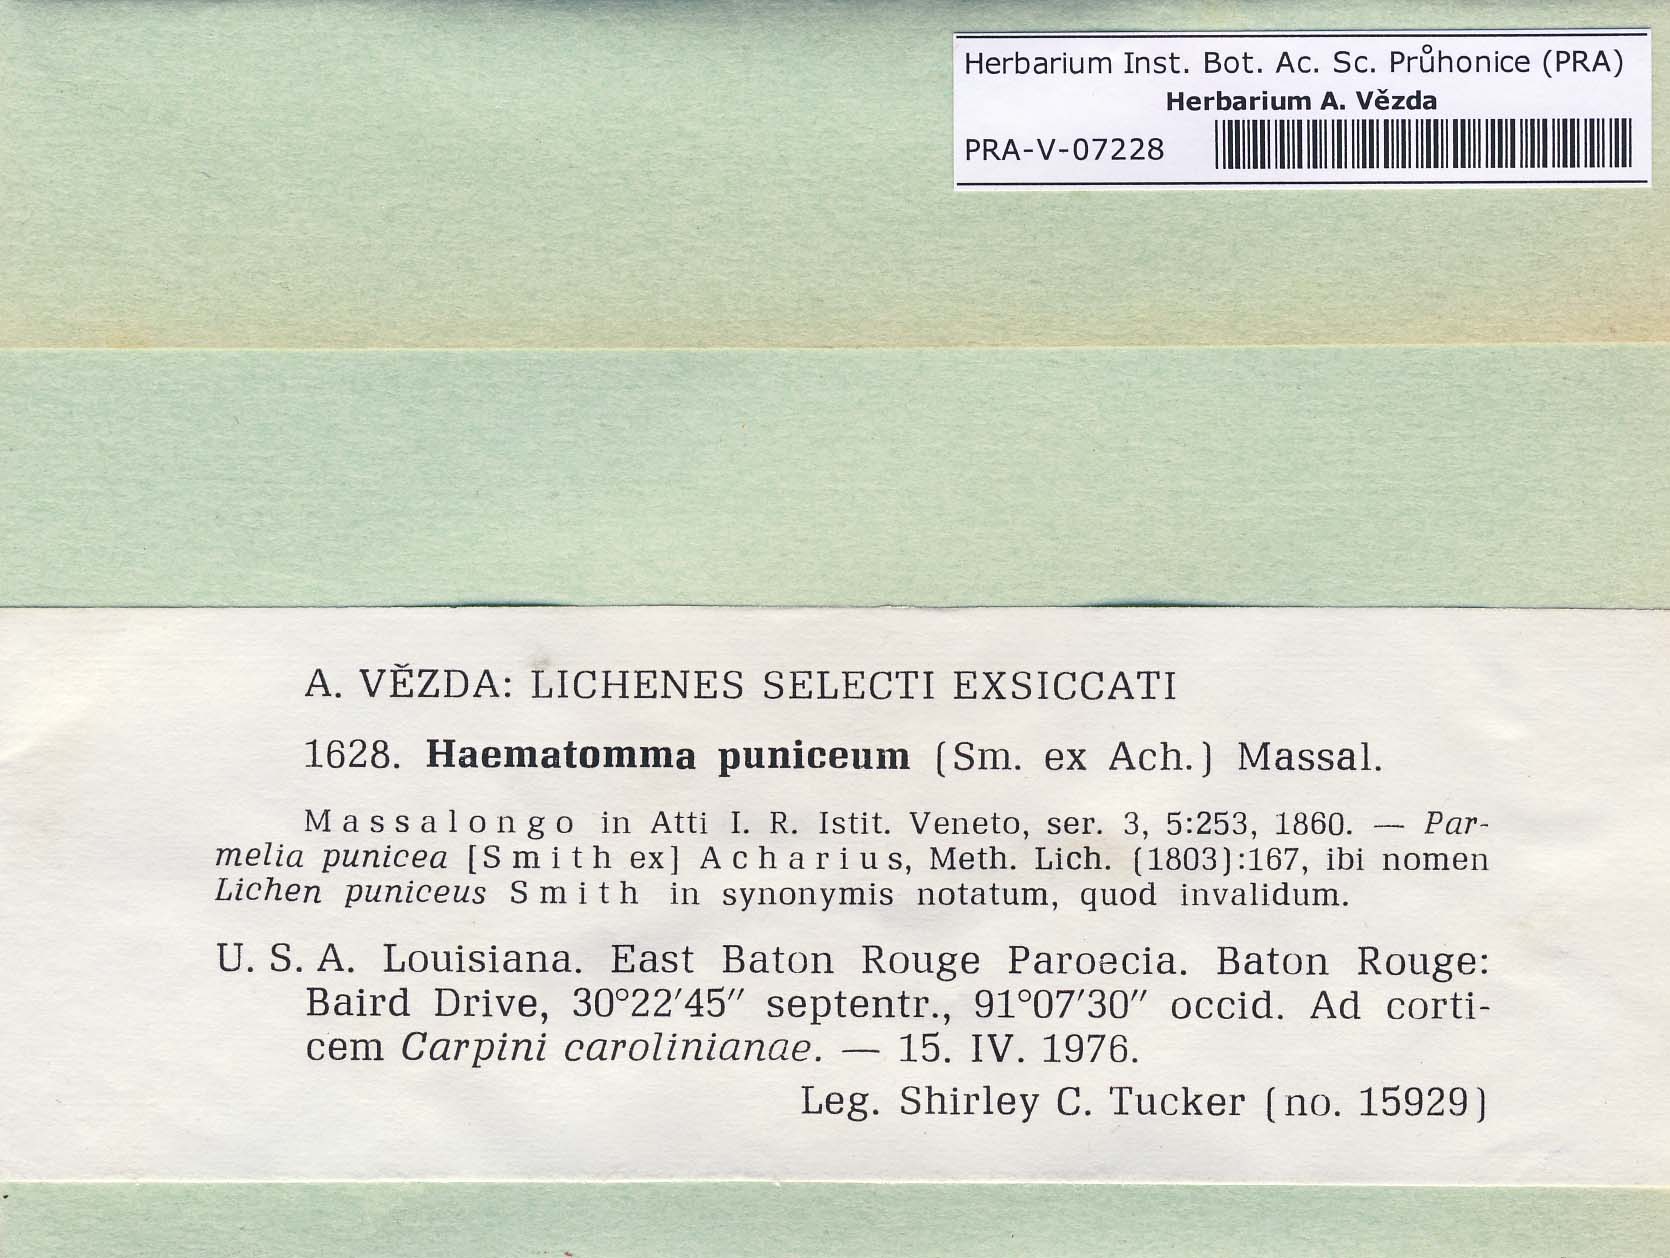 Herbarium Inst. Bot. Ac. Sc. Průhonice (PRA)
Herbarium A. Vězda
PRA-V-07228
A. VĚZDA: LICHENES SELECTI EXSICCATI
1628. Haematomma puniceum (Sm. ex Ach.) Massal.
Massalongo in Atti I. R. Istit. Veneto, ser. 3, 5:253, 1860. — Par-
melia punicea [Smith ex] Acharius, Meth. Lich. (1803):167, ibi nomen
Lichen puniceus Smith in synonymis notatum, quod invalidum.
U. S. A. Louisiana. East Baton Rouge Paroecia. Baton Rouge:
Baird Drive, 30°22′45″ septentr., 91°07′30″ occid. Ad corti-
cem Carpini carolinianae. — 15. IV. 1976.
Leg. Shirley C. Tucker (no. 15929)